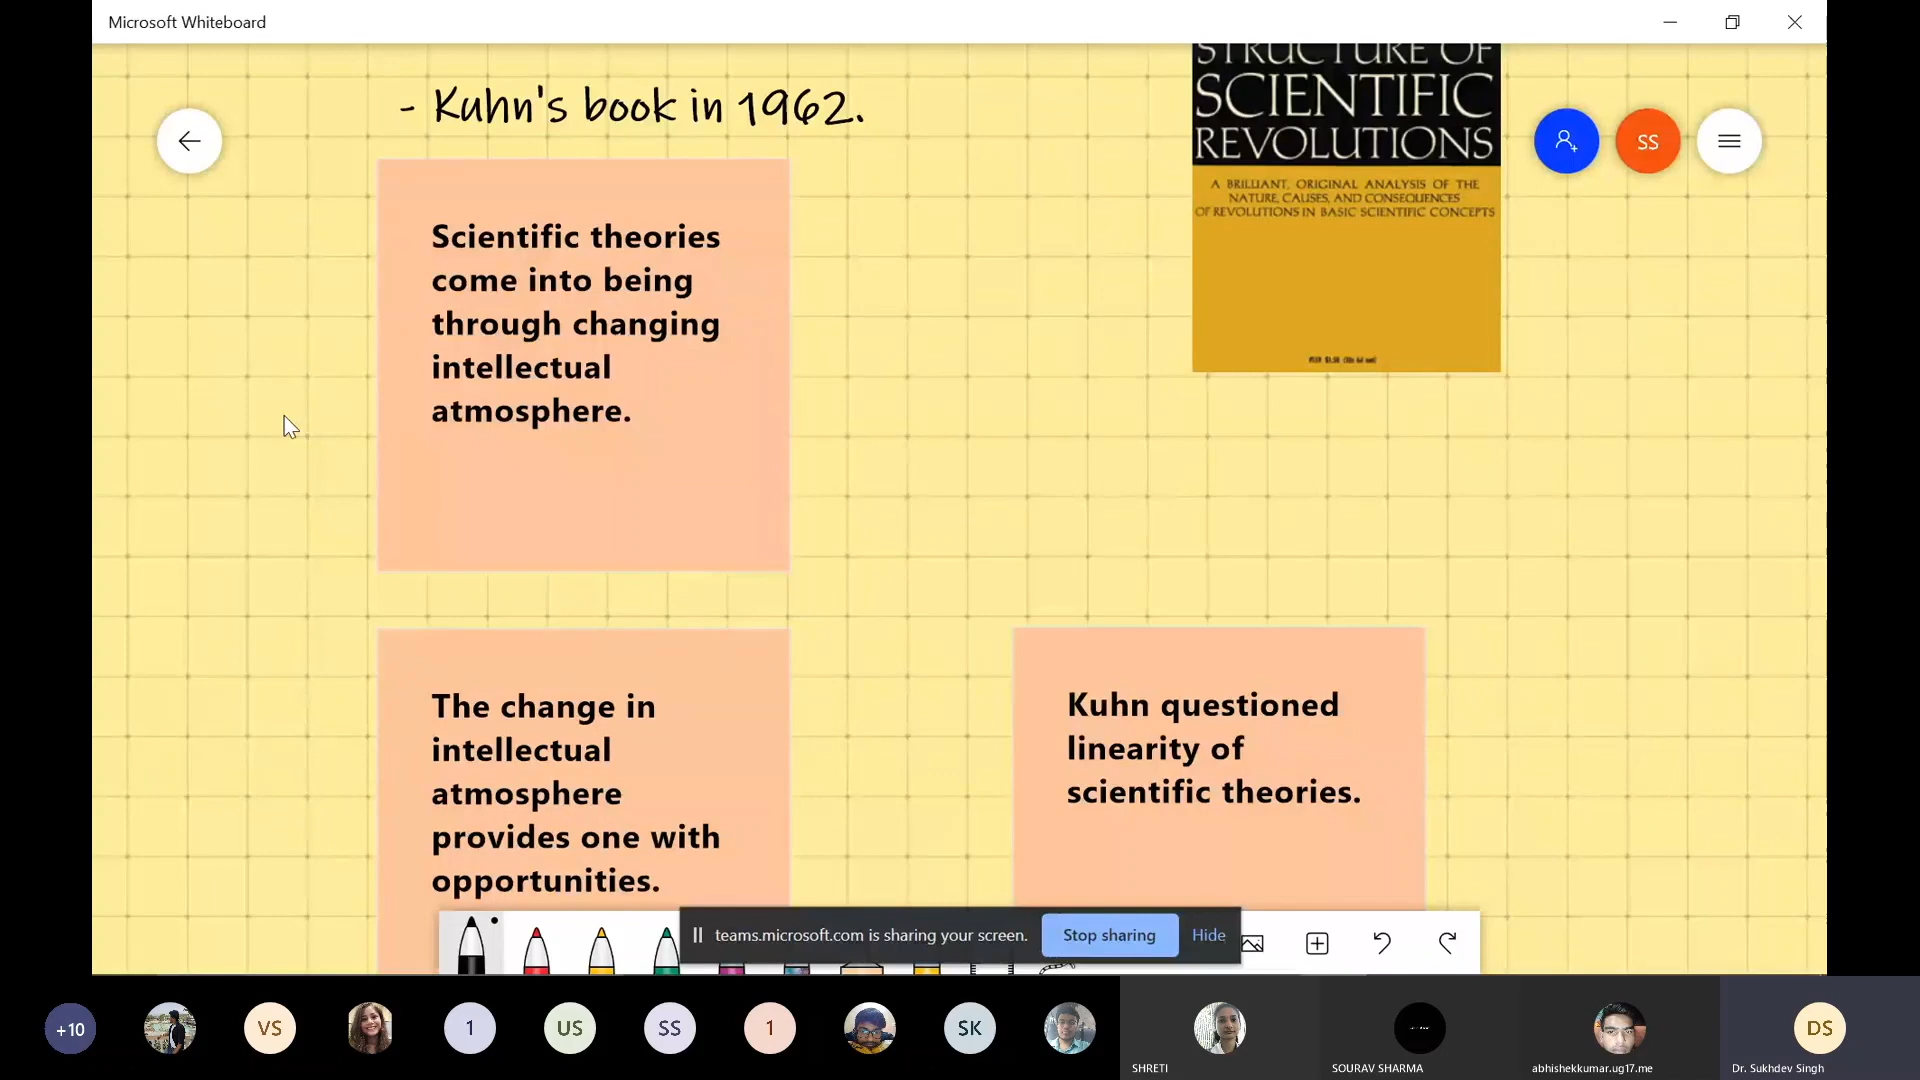 Microsoft Whiteboard
- Kuhn's book in 1962.
STRUCTURE OF
SCIENTIFIC
REVOLUTIONS
A BRILLIANT, ORIGINAL ANALYSIS OF THE
NATURE, CAUSES, AND CONSEQUENCES
OF REVOLUTIONS IN BASIC SCIENTIFIC CONCEPTS
SS
Scientific theories
come into being
through changing
intellectual
atmosphere.
The change in
intellectual
atmosphere
provides one with
opportunities.
Kuhn questioned
linearity of
scientific theories.
teams.microsoft.com is sharing your screen.
Stop sharing
Hide
+10
VS
1
US
SS
1
SK
DS
SHRETI
SOURAV SHARMA
abhishekkumar.ug17.me
Dr. Sukhdev Singh